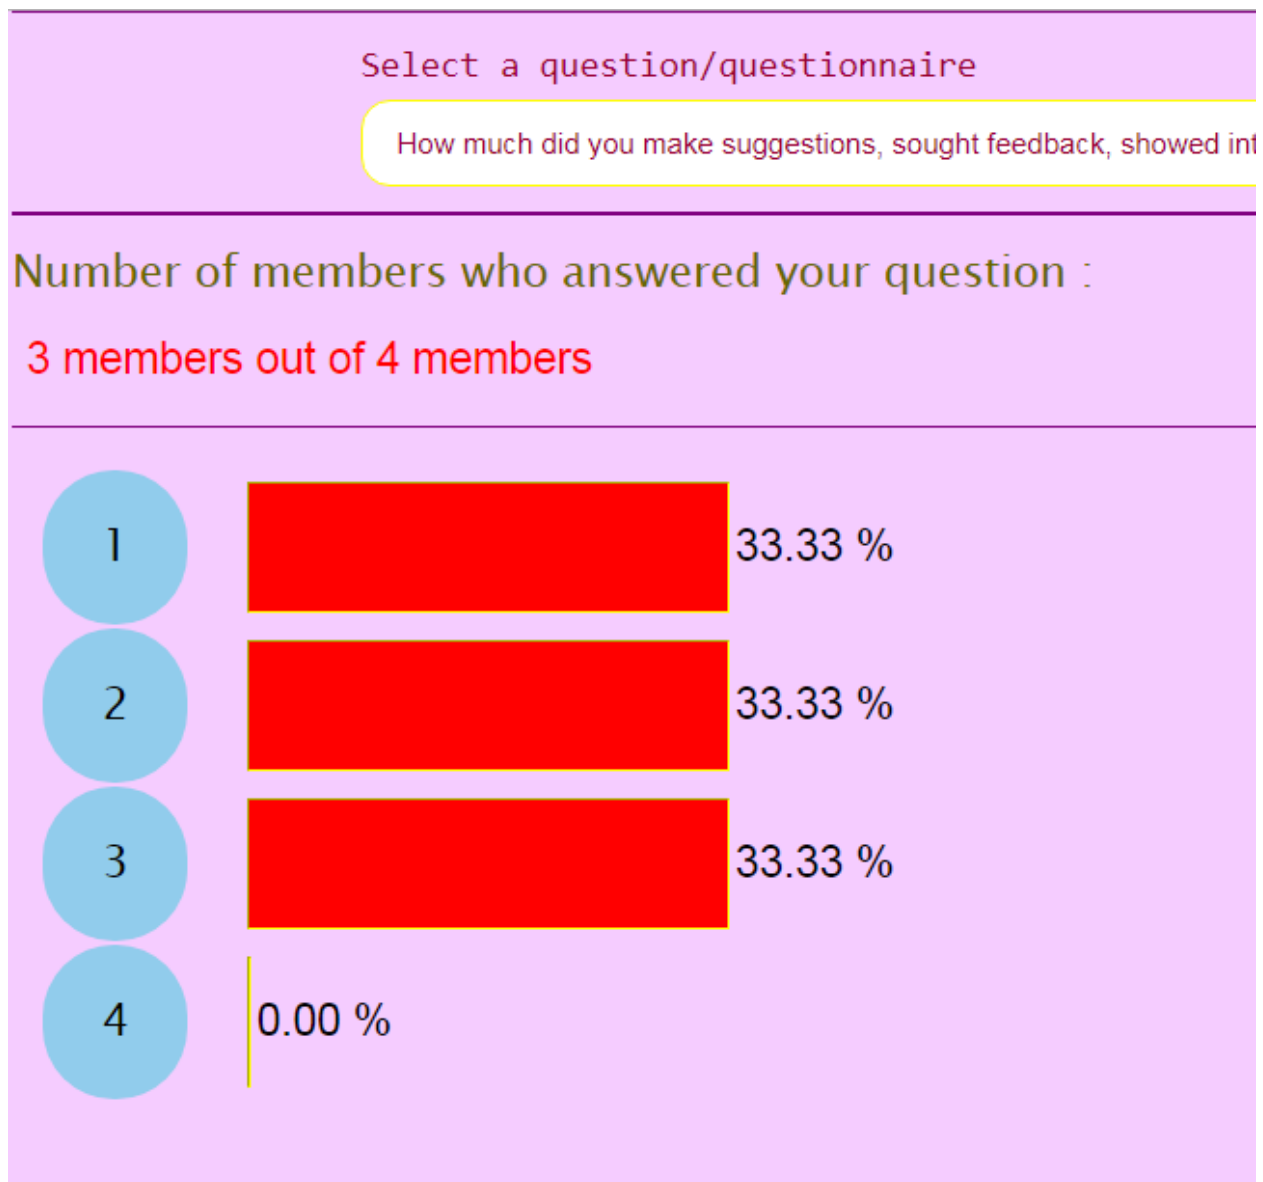 Select a question/questionnaire
How much did you make suggestions, sought feedback, showed
Number of members who answered your question :
3 members out of 4 members
1 33.33 %
2 33.33 %
3 33.33 %
4 0.00 %